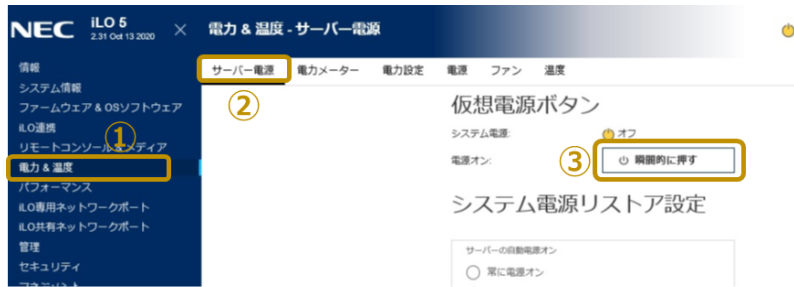 NEC iLO 5
2.31 Oct 13 2020
×
電力 & 温度 - サーバー電源
情報
システム情報
ファームウェア & OSソフトウェア
iLO連携
①
リモートコンソール&メディア
電力 & 温度
パフォーマンス
iLO専用ネットワークポート
iLO共有ネットワークポート
管理
セキュリティ
サーバー電源 電力メーター 電力設定 電源 ファン 温度
②
仮想電源ボタン
システム電源: オフ
電源オン: ③ 瞬間的に押す
システム電源リストア設定
サーバーの自動電源オン
常に電源オン